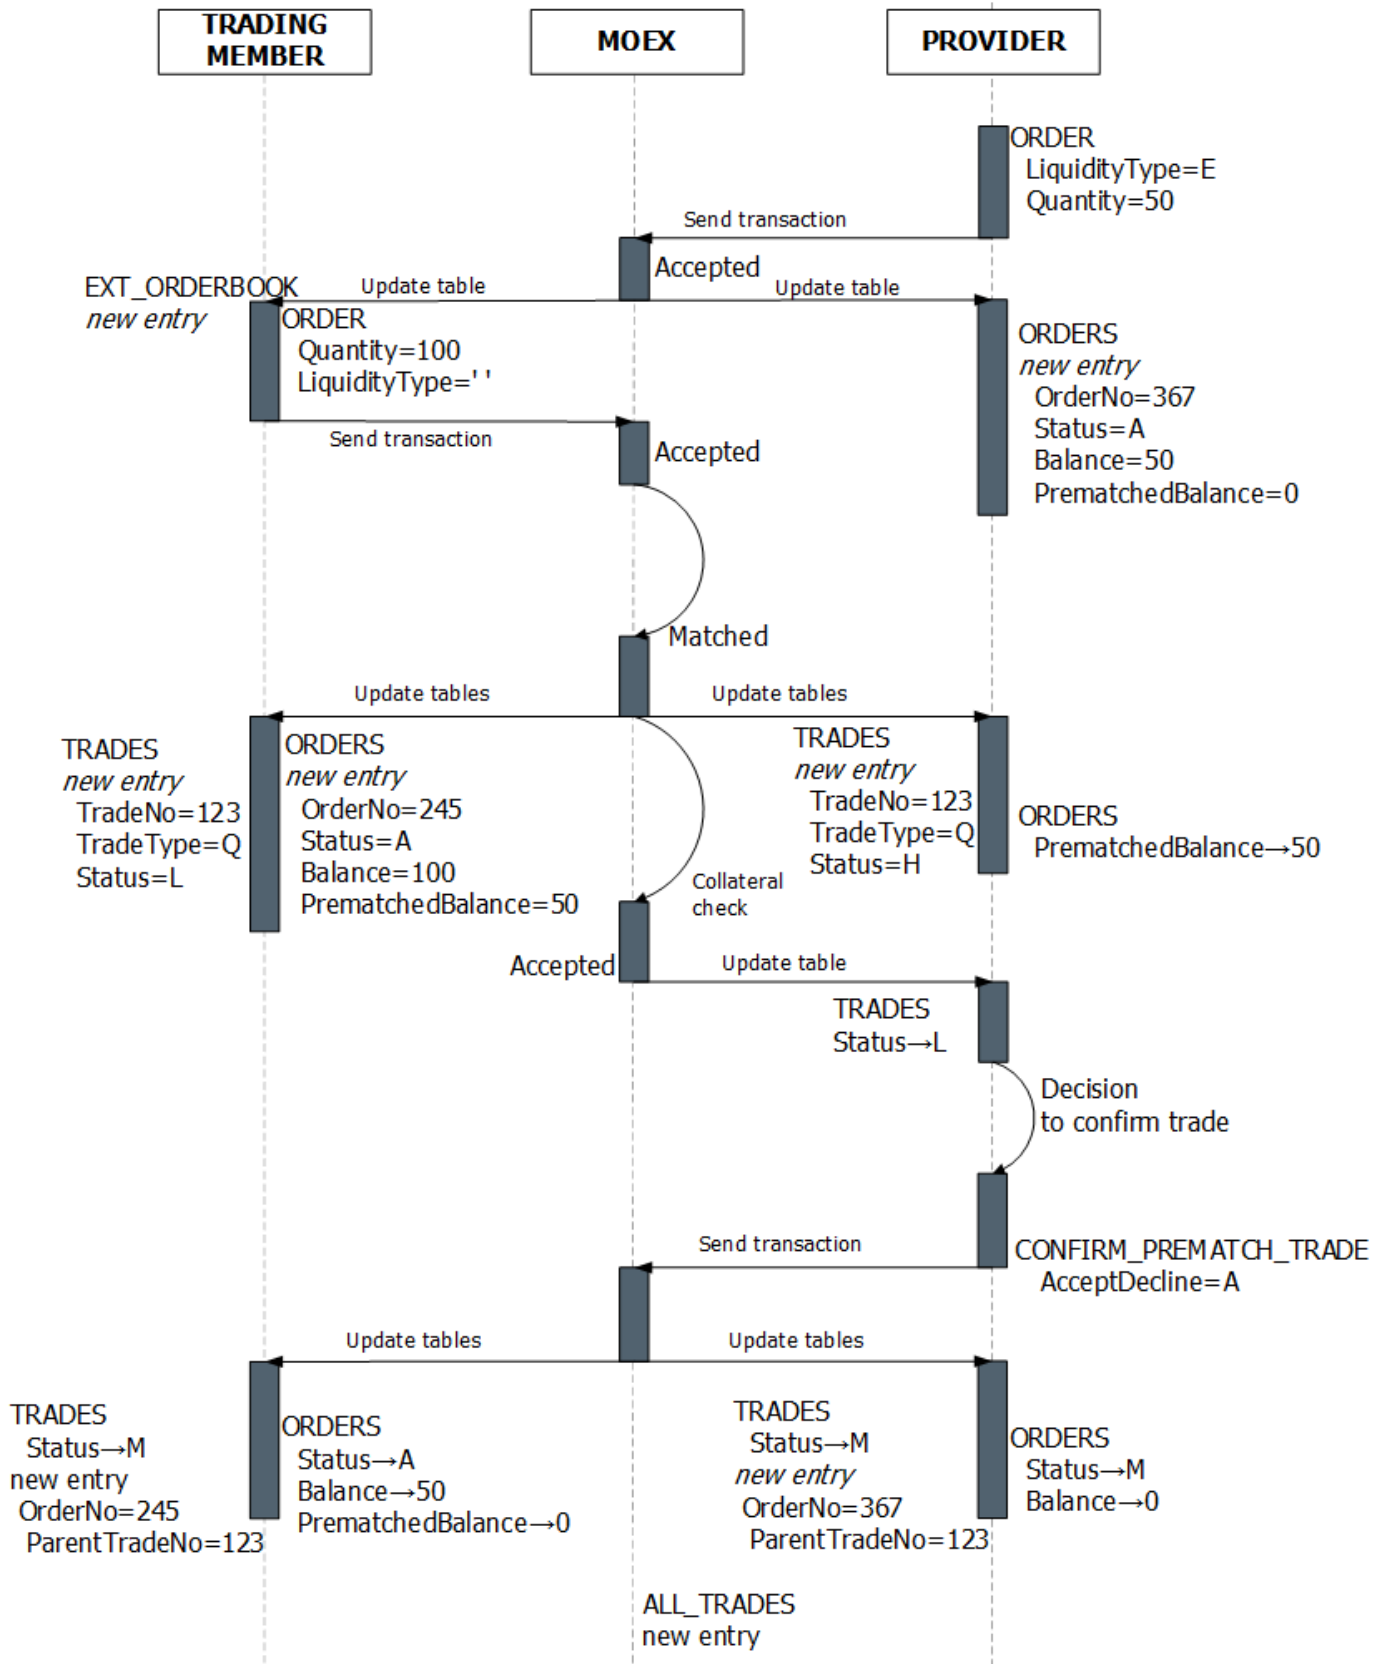 TRADING
MEMBER
MOEX
PROVIDER
ORDER
LiquidityType=E
Quantity=50
Send transaction
Accepted
EXT_ORDERBOOK
new entry
Update table
Update table
ORDER
Quantity=100
LiquidityType=' '
ORDERS
new entry
OrderNo=367
Status=A
Balance=50
PrematchedBalance=0
Send transaction
Accepted
Matched
Update tables
Update tables
TRADES
new entry
TradeNo=123
TradeType=Q
Status=L
ORDERS
new entry
OrderNo=245
Status=A
Balance=100
PrematchedBalance=50
TRADES
new entry
TradeNo=123
TradeType=Q
Status=H
ORDERS
PrematchedBalance→50
Collateral
check
Accepted
Update table
TRADES
Status→L
Decision
to confirm trade
Send transaction
CONFIRM_PREMATCH_TRADE
AcceptDecline=A
Update tables
Update tables
TRADES
Status→M
new entry
OrderNo=245
ParentTradeNo=123
ORDERS
Status→A
Balance→50
PrematchedBalance→0
TRADES
Status→M
new entry
OrderNo=367
ParentTradeNo=123
ORDERS
Status→M
Balance→0
ALL_TRADES
new entry